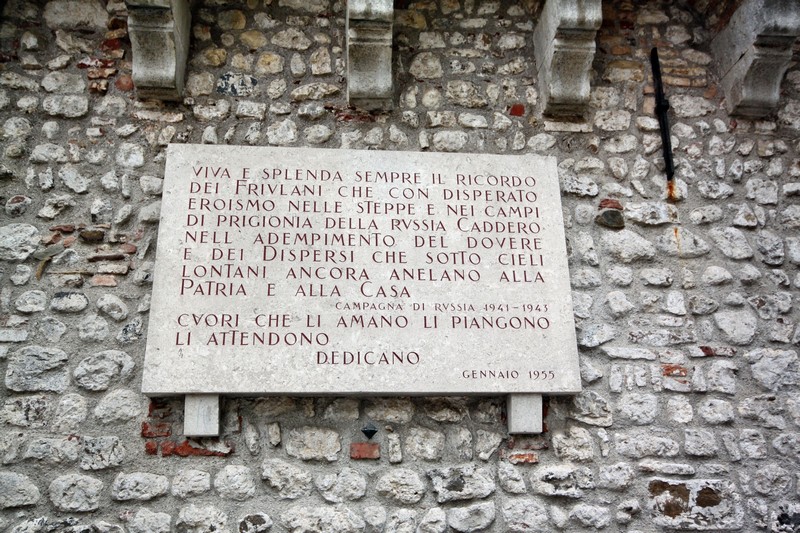 VIVA E SPLENDA SEMPRE IL RICORDO
DEI FRIVLANI CHE CON DISPERATO
EROISMO NELLE STEPPE E NEI CAMPI
DI PRIGIONIA DELLA RVSSIA CADDERO
NELL' ADEMPIMENTO DEL DOVERE
E DEI DISPERSI CHE SOTTO CIELI
LONTANI ANCORA ANELANO ALLA
PATRIA E ALLA CASA
CAMPAGNA DI RVSSIA 1941-1943
CVORI CHE LI AMANO LI PIANGONO
LI ATTENDONO
DEDICANO
GENNAIO 1955